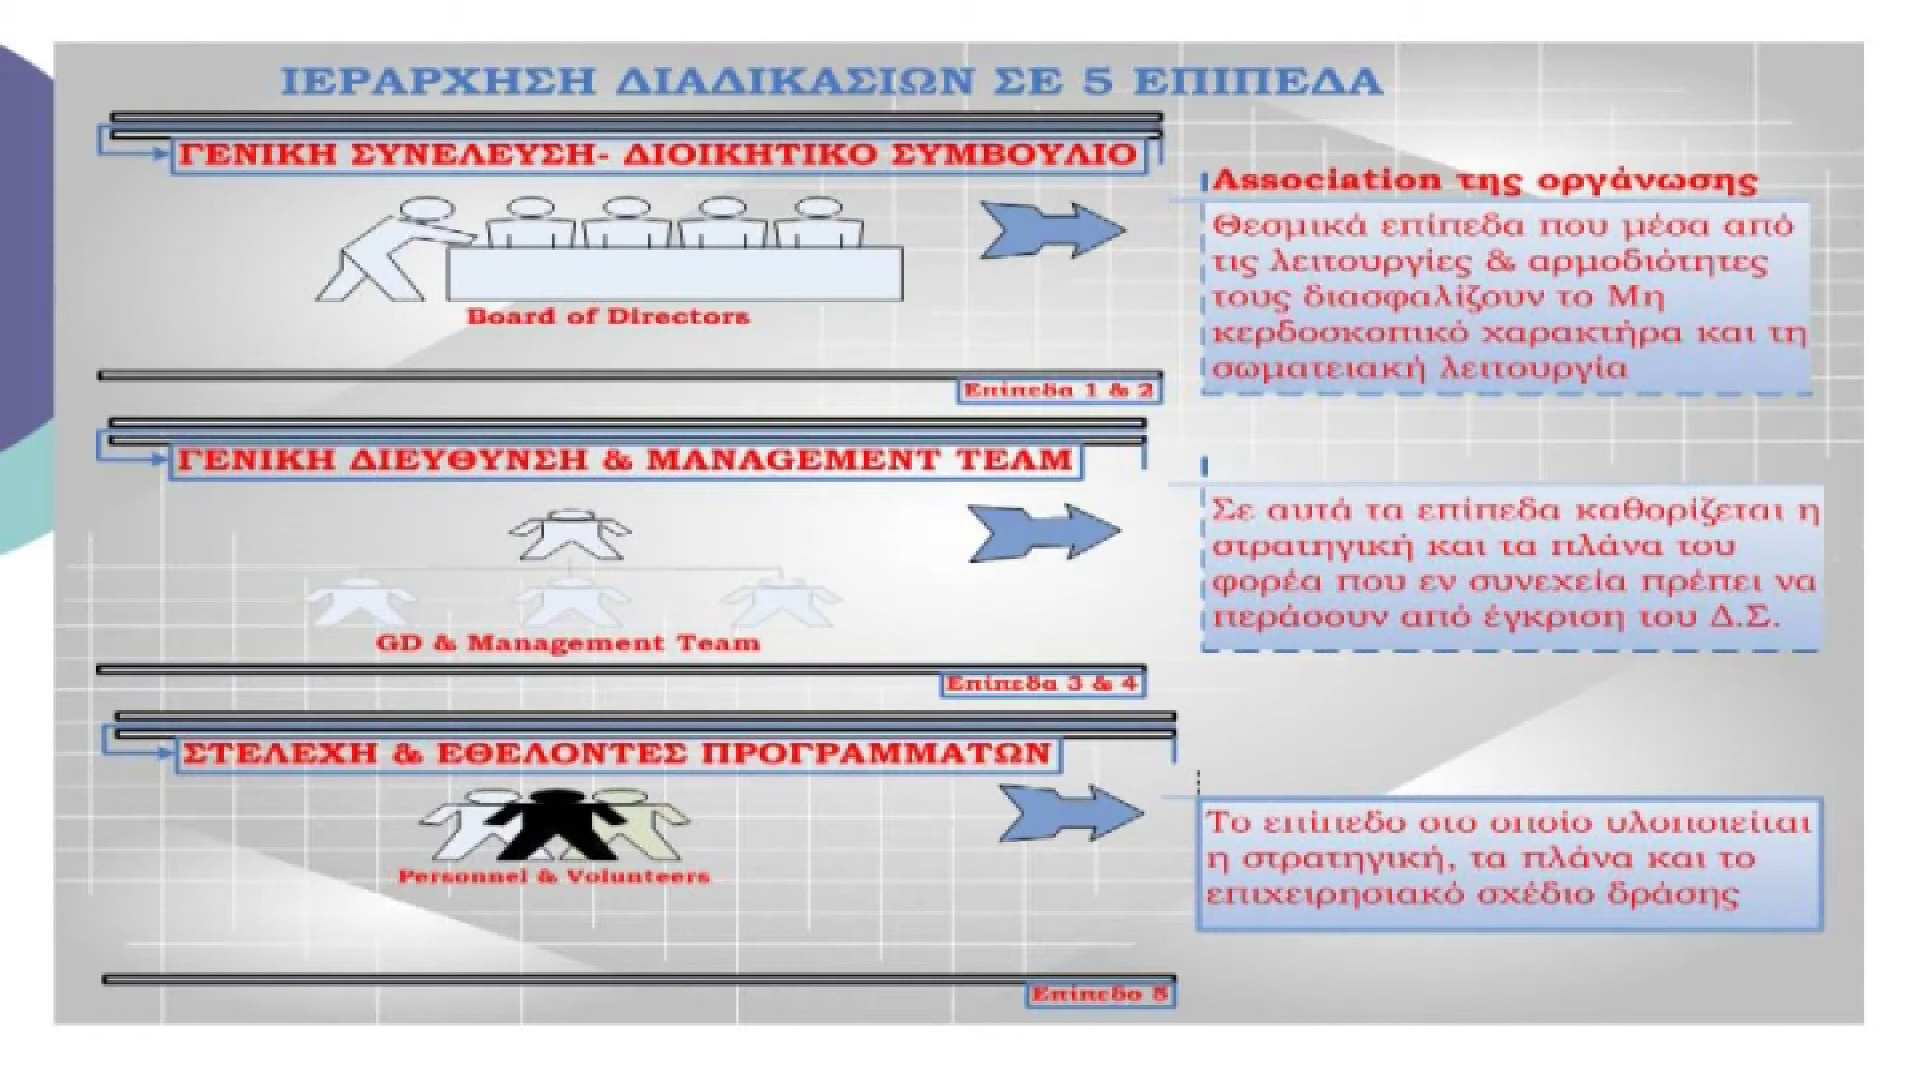 ΙΕΡΑΡΧΗΣΗ ΔΙΑΔΙΚΑΣΙΩΝ ΣΕ 5 ΕΠΙΠΕΔΑ
ΓΕΝΙΚΗ ΣΥΝΕΛΕΥΣΗ- ΔΙΟΙΚΗΤΙΚΟ ΣΥΜΒΟΥΛΙΟ
Board of Directors
Επίπεδα 1 & 2
Association της οργάνωσης
Θεσμικά επίπεδα που μέσα από
τις λειτουργίες & αρμοδιότητες
τους διασφαλίζουν το Μη
κερδοσκοπικό χαρακτήρα και τη
σωματειακή λειτουργία
ΓΕΝΙΚΗ ΔΙΕΥΘΥΝΣΗ & MANAGEMENT TEAM
GD & Management Team
Επίπεδα 3 & 4
Σε αυτά τα επίπεδα καθορίζεται η
στρατηγική και τα πλάνα του
φορέα που εν συνεχεία πρέπει να
περάσουν από έγκριση του Δ.Σ.
ΣΤΕΛΕΧΗ & ΕΘΕΛΟΝΤΕΣ ΠΡΟΓΡΑΜΜΑΤΩΝ
Personnel & Volunteers
Επίπεδο 5
Το επίπεδο στο οποίο υλοποιείται
η στρατηγική, τα πλάνα και το
επιχειρησιακό σχέδιο δράσης